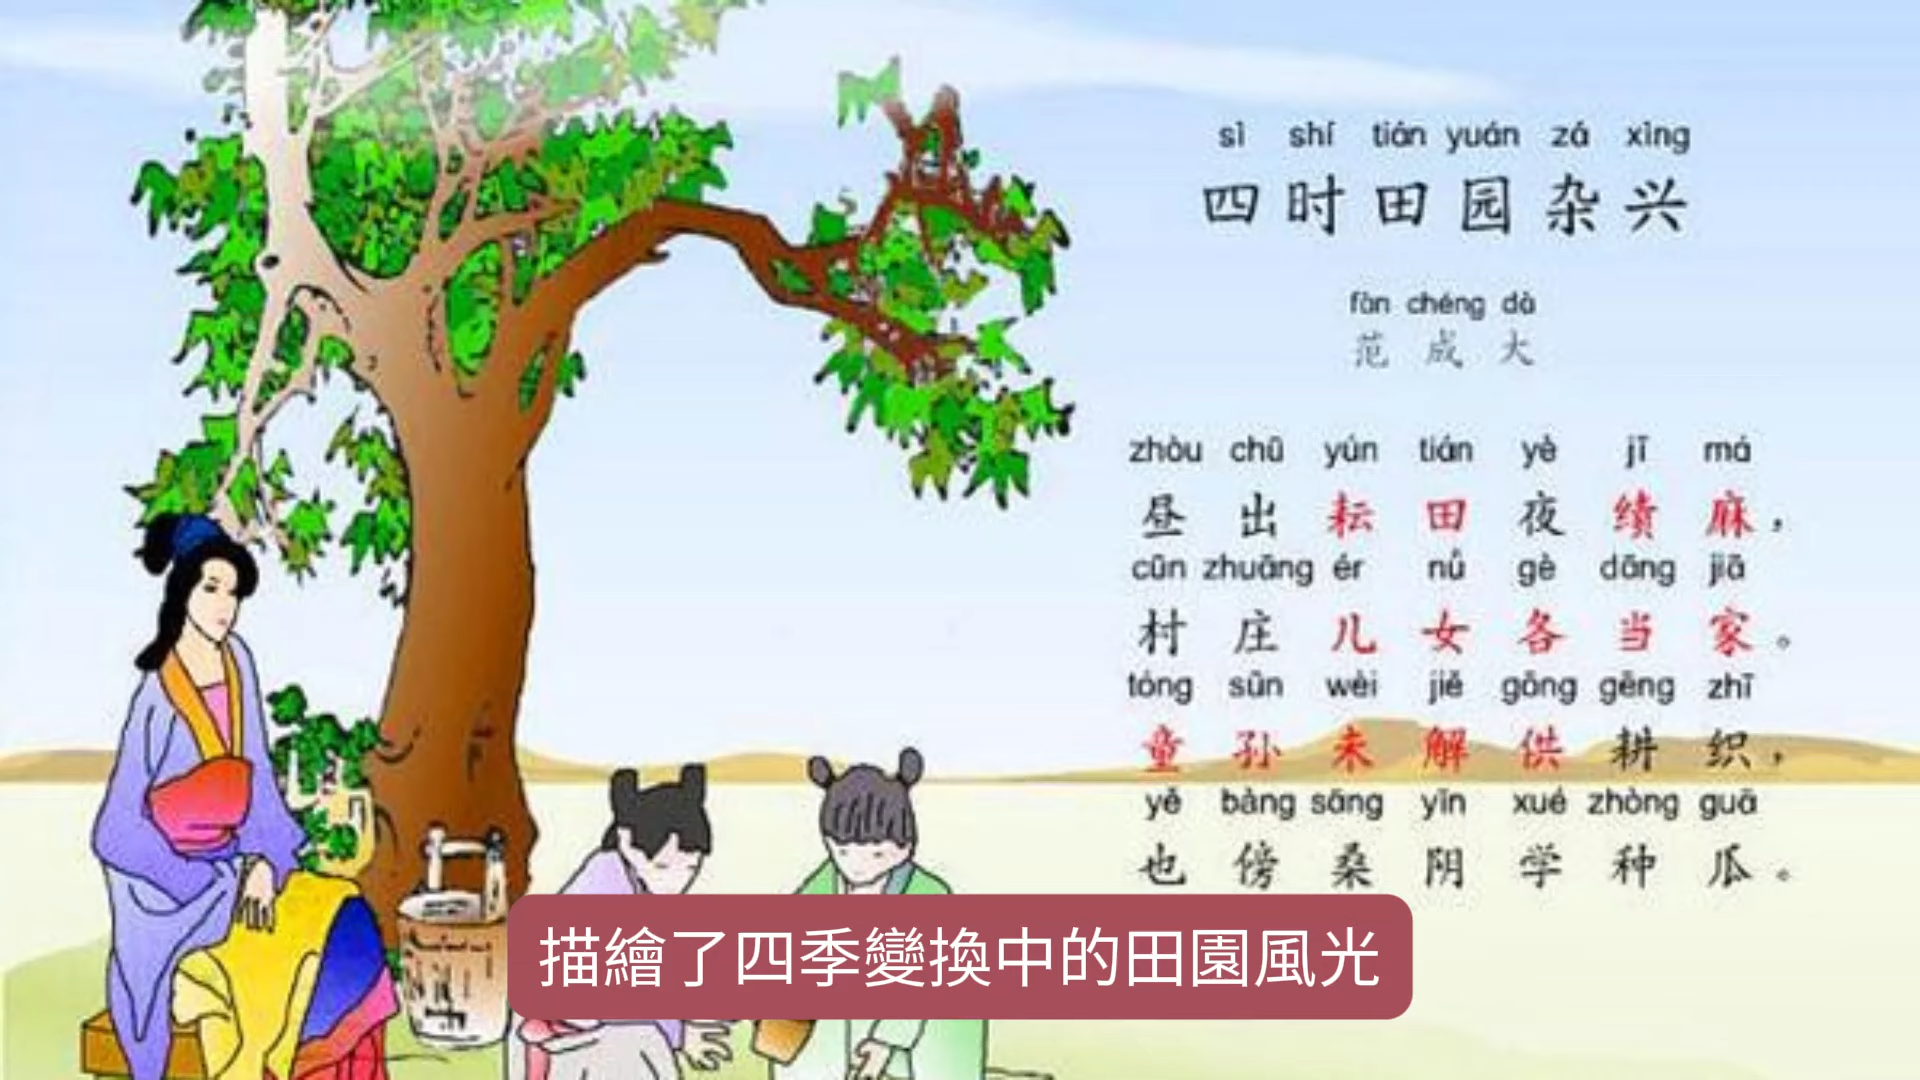 sì shí tián yuán zá xìng
四时田园杂兴
fàn chéng dà
范成大
zhòu chū yún tián yè jī má
昼出耘田夜绩麻，
cūn zhuāng ér nǚ gè dāng jiā
村庄儿女各当家。
tóng sūn wèi jiě gōng gēng zhī
童孙未解供耕织，
yě bàng sāng yīn xué zhòng guā
也傍桑阴学种瓜。
描繪了四季變換中的田園風光